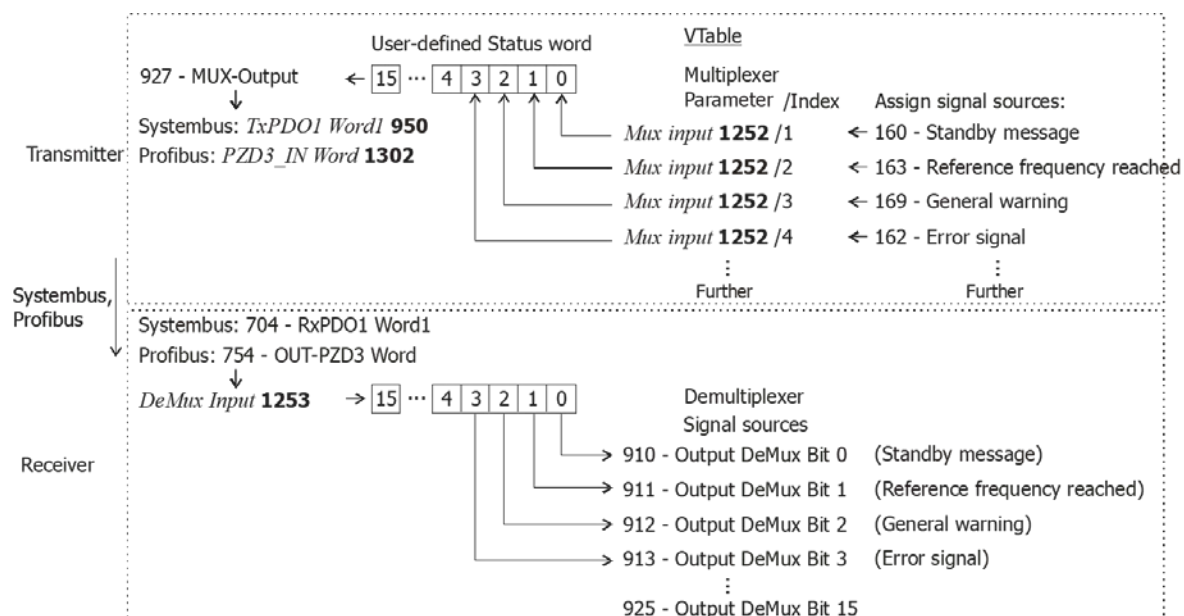 User-defined Status word
VTable
927 - MUX-Output ← 15 ··· 4 3 2 1 0
Multiplexer
Parameter /Index Assign signal sources:
Systembus: TxPDO1 Word1 950
Profibus: PZD3_IN Word 1302
Transmitter
Mux input 1252 /1 ← 160 - Standby message
Mux input 1252 /2 ← 163 - Reference frequency reached
Mux input 1252 /3 ← 169 - General warning
Mux input 1252 /4 ← 162 - Error signal
Further Further
Systembus,
Profibus
Systembus: 704 - RxPDO1 Word1
Profibus: 754 - OUT-PZD3 Word
DeMux Input 1253 → 15 ··· 4 3 2 1 0
Demultiplexer
Signal sources
Receiver
910 - Output DeMux Bit 0 (Standby message)
911 - Output DeMux Bit 1 (Reference frequency reached)
912 - Output DeMux Bit 2 (General warning)
913 - Output DeMux Bit 3 (Error signal)
925 - Output DeMux Bit 15